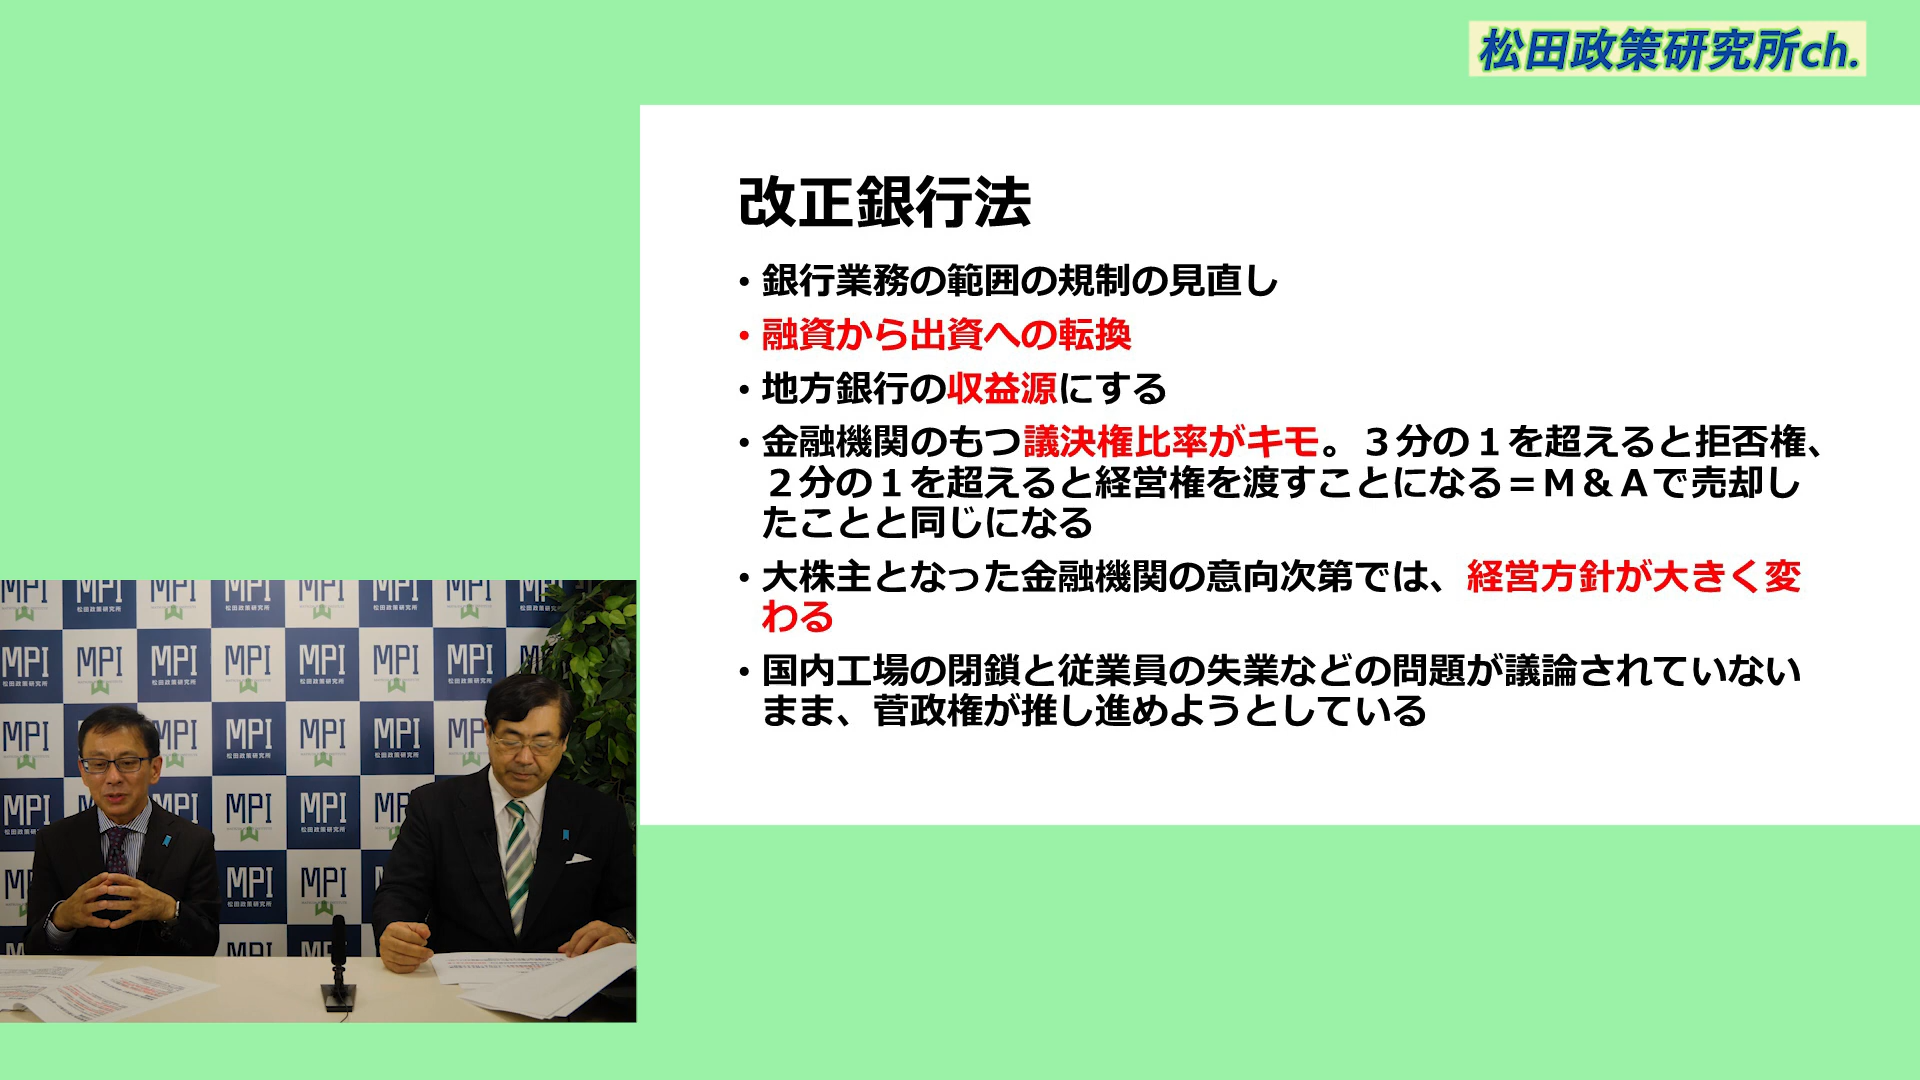 松田政策研究所ch.
改正銀行法
・銀行業務の範囲の規制の見直し
・融資から出資への転換
・地方銀行の収益源にする
・金融機関のもつ議決権比率がキモ。３分の１を超えると拒否権、
２分の１を超えると経営権を渡すことになる＝Ｍ＆Ａで売却し
たことと同じになる
・大株主となった金融機関の意向次第では、経営方針が大きく変
わる
・国内工場の閉鎖と従業員の失業などの問題が議論されていない
まま、菅政権が推し進めようとしている
MPI
松田政策研究所